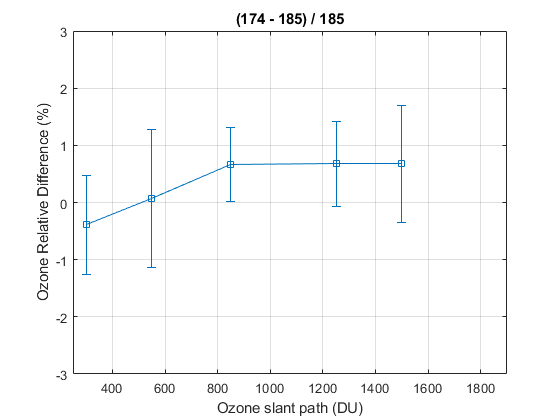 (174 - 185) / 185
Ozone Relative Difference (%)
3
2
1
0
-1
-2
-3
400 600 800 1000 1200 1400 1600 1800
Ozone slant path (DU)